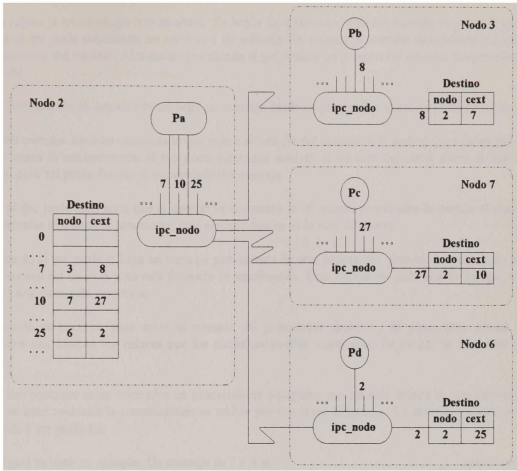 Nodo 2
Pa
7 10 25
ipc_nodo
Destino
nodo cext
0
...
7 3 8
...
10 7 27
...
25 6 2
...
Nodo 3
Pb
8
ipc_nodo
Destino
nodo cext
8 2 7
Nodo 7
Pc
27
ipc_nodo
Destino
nodo cext
27 2 10
Nodo 6
Pd
2
ipc_nodo
Destino
nodo cext
2 2 25